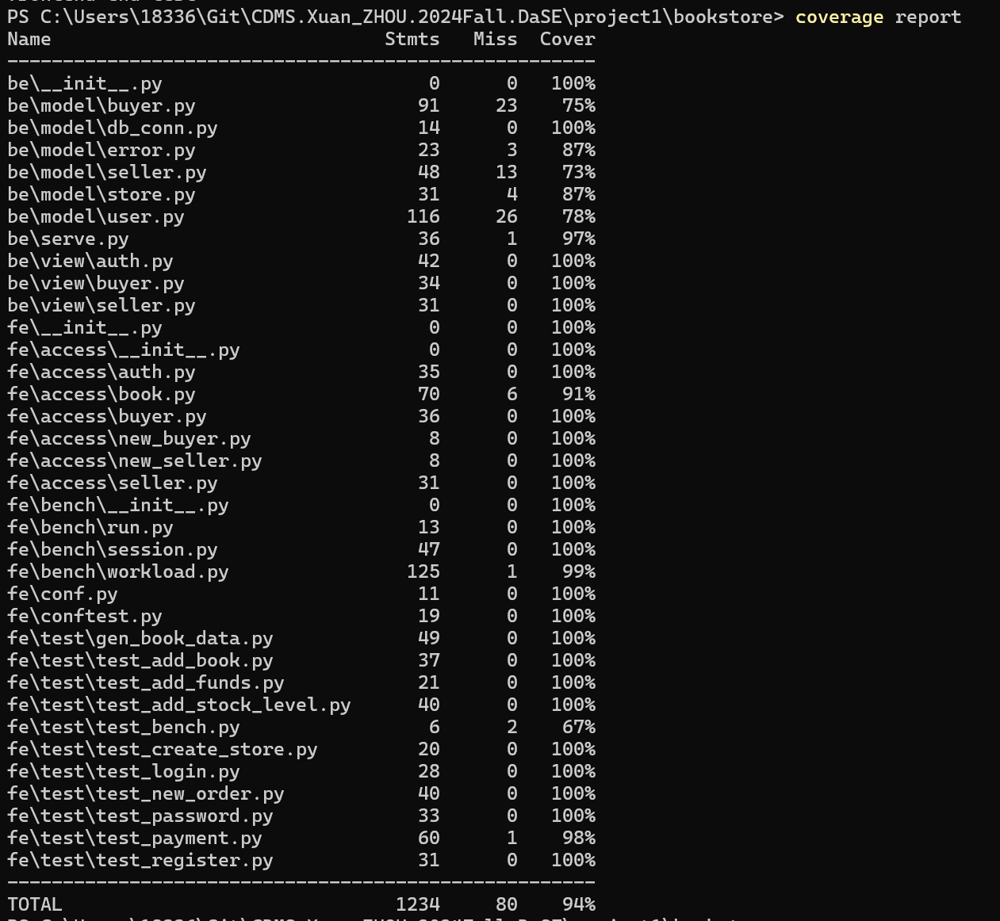 PS C:\Users\18336\Git\CDMS.Xuan_ZHOU.2024Fall.DaSE\project1\bookstore> coverage report
Name                              Stmts   Miss  Cover
-----------------------------------------------------
be\__init__.py                        0      0   100%
be\model\buyer.py                    91     23    75%
be\model\db_conn.py                  14      0   100%
be\model\error.py                    23      3    87%
be\model\seller.py                   48     13    73%
be\model\store.py                    31      4    87%
be\model\user.py                    116     26    78%
be\serve.py                          36      1    97%
be\view\auth.py                      42      0   100%
be\view\buyer.py                     34      0   100%
be\view\seller.py                    31      0   100%
fe\__init__.py                        0      0   100%
fe\access\__init__.py                 0      0   100%
fe\access\auth.py                    35      0   100%
fe\access\book.py                    70      6    91%
fe\access\buyer.py                   36      0   100%
fe\access\new_buyer.py                8      0   100%
fe\access\new_seller.py               8      0   100%
fe\access\seller.py                  31      0   100%
fe\bench\__init__.py                  0      0   100%
fe\bench\run.py                      13      0   100%
fe\bench\session.py                  47      0   100%
fe\bench\workload.py                125      1    99%
fe\conf.py                           11      0   100%
fe\conftest.py                       19      0   100%
fe\test\gen_book_data.py             49      0   100%
fe\test\test_add_book.py             37      0   100%
fe\test\test_add_funds.py            21      0   100%
fe\test\test_add_stock_level.py      40      0   100%
fe\test\test_bench.py                 6      2    67%
fe\test\test_create_store.py         20      0   100%
fe\test\test_login.py                28      0   100%
fe\test\test_new_order.py            40      0   100%
fe\test\test_password.py             33      0   100%
fe\test\test_payment.py              60      1    98%
fe\test\test_register.py             31      0   100%
-----------------------------------------------------
TOTAL                              1234     80    94%